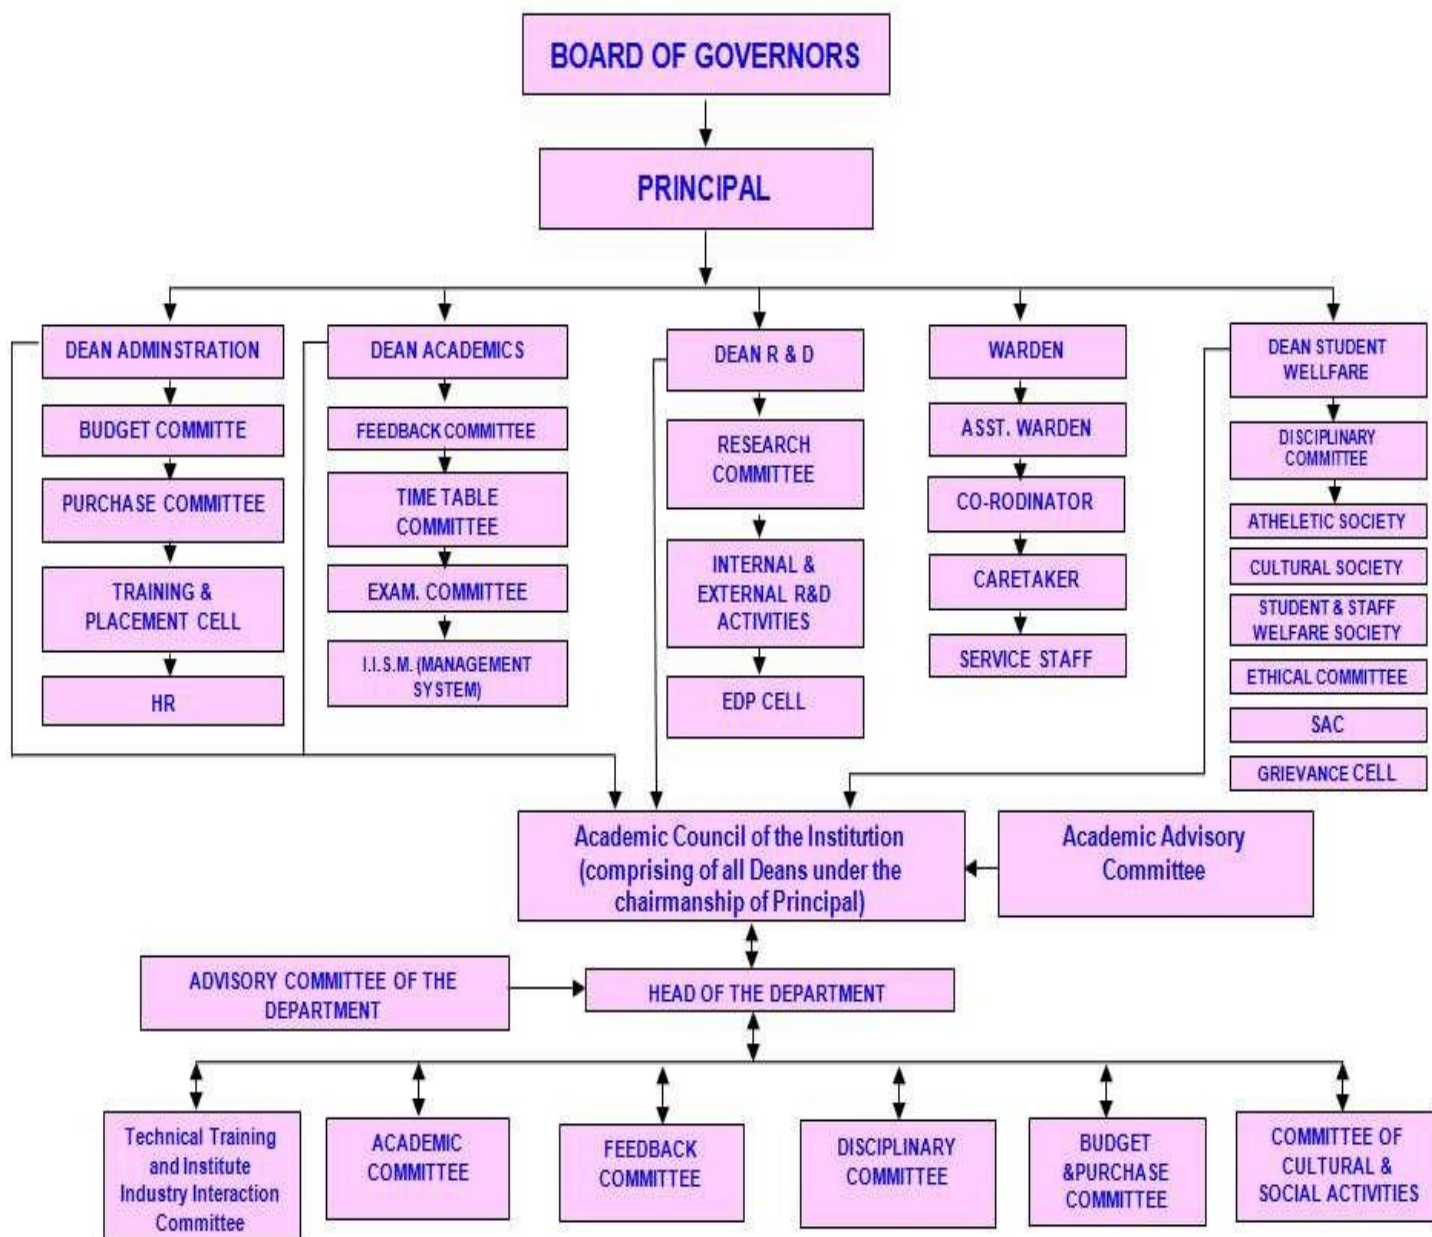 BOARD OF GOVERNORS
PRINCIPAL
DEAN ADMINSTRATION
BUDGET COMMITTE
PURCHASE COMMITTEE
TRAINING &
PLACEMENT CELL
HR
DEAN ACADEMICS
FEEDBACK COMMITTEE
TIME TABLE
COMMITTEE
EXAM. COMMITTEE
I.I.S.M. (MANAGEMENT
SYSTEM)
DEAN R & D
RESEARCH
COMMITTEE
INTERNAL &
EXTERNAL R&D
ACTIVITIES
EDP CELL
WARDEN
ASST. WARDEN
CO-RODINATOR
CARETAKER
SERVICE STAFF
DEAN STUDENT
WELLFARE
DISCIPLINARY
COMMITTEE
ATHELETIC SOCIETY
CULTURAL SOCIETY
STUDENT & STAFF
WELFARE SOCIETY
ETHICAL COMMITTEE
SAC
GRIEVANCE CELL
Academic Council of the Institution
(comprising of all Deans under the
chairmanship of Principal)
Academic Advisory
Committee
ADVISORY COMMITTEE OF THE
DEPARTMENT
HEAD OF THE DEPARTMENT
Technical Training
and Institute
Industry Interaction
Committee
ACADEMIC
COMMITTEE
FEEDBACK
COMMITTEE
DISCIPLINARY
COMMITTEE
BUDGET
&PURCHASE
COMMITTEE
COMMITTEE OF
CULTURAL &
SOCIAL ACTIVITIES